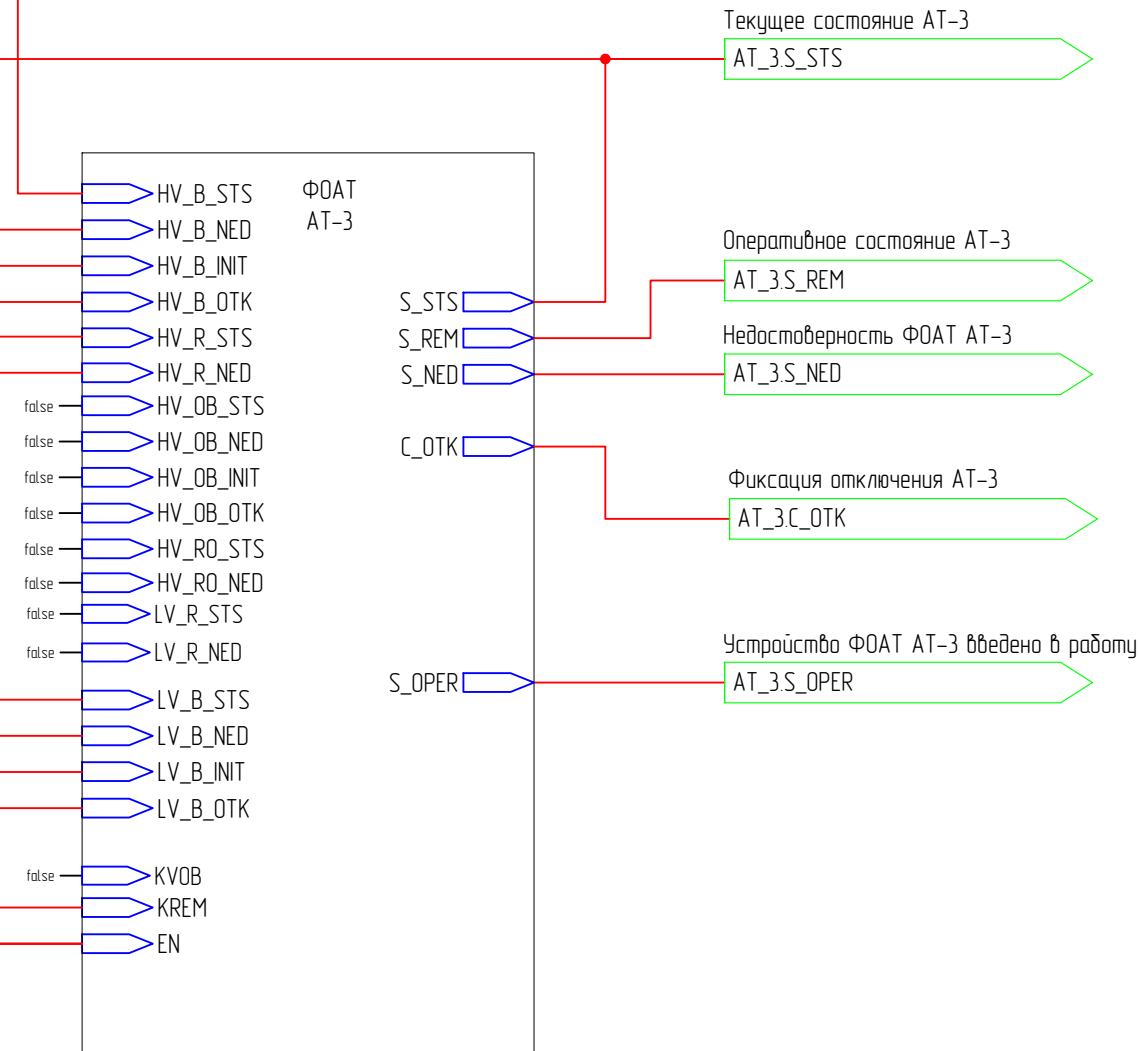 Текущее состояние АТ-3
AT_3.S_STS
ФОАТ
АТ-3
HV_B_STS
HV_B_NED
HV_B_INIT
HV_B_OTK
HV_R_STS
HV_R_NED
false HV_OB_STS
false HV_OB_NED
false HV_OB_INIT
false HV_OB_OTK
false HV_RO_STS
false HV_RO_NED
false LV_R_STS
false LV_R_NED
LV_B_STS
LV_B_NED
LV_B_INIT
LV_B_OTK
false KVOB
KREM
EN
S_STS
S_REM
S_NED
C_OTK
S_OPER
Оперативное состояние АТ-3
AT_3.S_REM
Недостоверность ФОАТ АТ-3
AT_3.S_NED
Фиксация отключения АТ-3
AT_3.C_OTK
Устройство ФОАТ АТ-3 введено в работу
AT_3.S_OPER